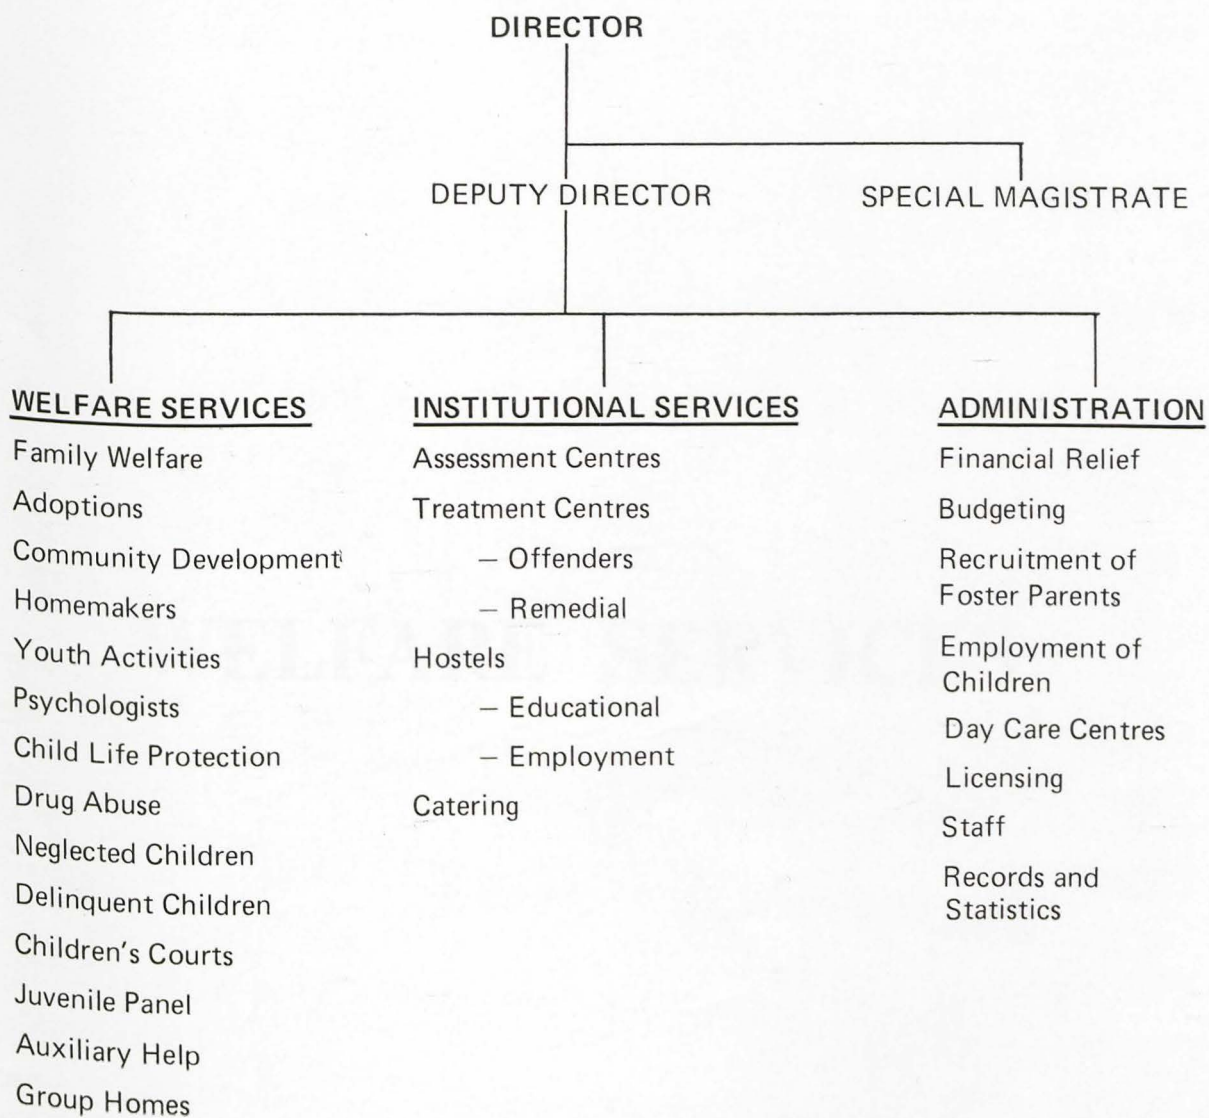 DIRECTOR
DEPUTY DIRECTOR
SPECIAL MAGISTRATE
WELFARE SERVICES
Family Welfare
Adoptions
Community Development
Homemakers
Youth Activities
Psychologists
Child Life Protection
Drug Abuse
Neglected Children
Delinquent Children
Children's Courts
Juvenile Panel
Auxiliary Help
Group Homes
INSTITUTIONAL SERVICES
Assessment Centres
Treatment Centres
– Offenders
– Remedial
Hostels
– Educational
– Employment
Catering
ADMINISTRATION
Financial Relief
Budgeting
Recruitment of
Foster Parents
Employment of
Children
Day Care Centres
Licensing
Staff
Records and
Statistics
WELFARE SERVICES